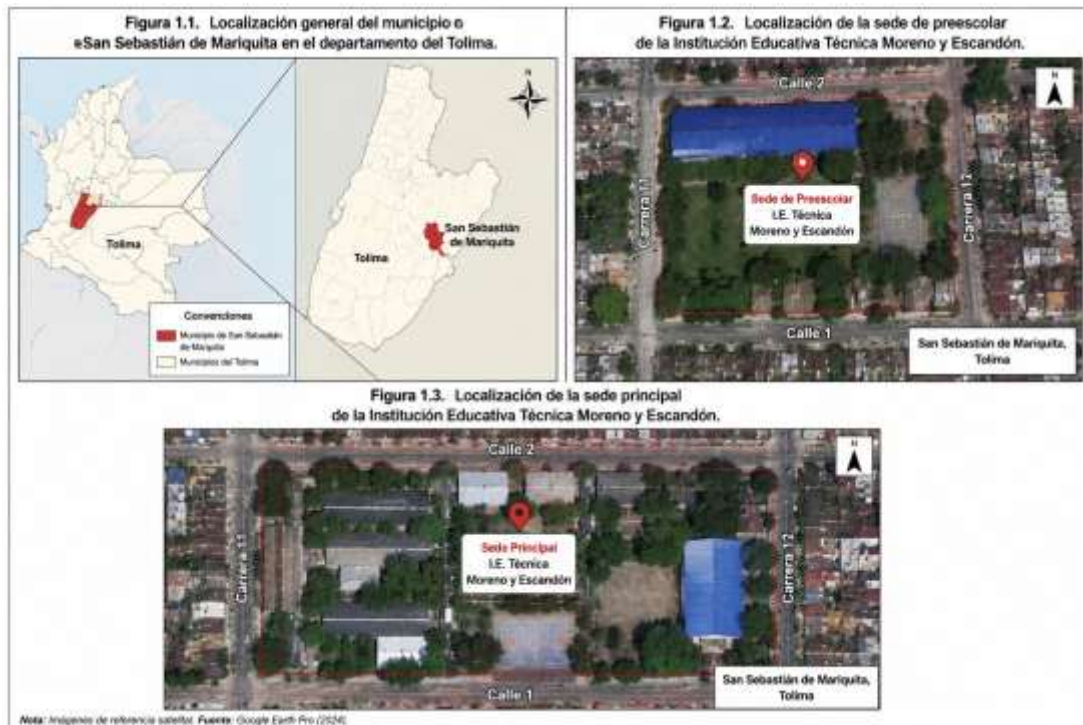 Figura 1.1. Localización general del municipio o
eSan Sebastián de Mariquita en el departamento del Tolima.
N
Tolima
Convenciones
Municipio de San Sebastián
de Mariquita
Municipios del Tolima
San Sebastián
de Mariquita
Tolima
Figura 1.2. Localización de la sede de preescolar
de la Institución Educativa Técnica Moreno y Escandón.
N
Calle 2
Carrera 11
Carrera 12
Sede de Preescolar
I.E. Técnica
Moreno y Escandón
Calle 1
San Sebastián de Mariquita,
Tolima
Figura 1.3. Localización de la sede principal
de la Institución Educativa Técnica Moreno y Escandón.
N
Calle 2
Carrera 11
Carrera 12
Sede Principal
I.E. Técnica
Moreno y Escandón
Calle 1
San Sebastián de Mariquita,
Tolima
Nota: Imágenes de referencia satelital. Fuente: Google Earth Pro (2024).